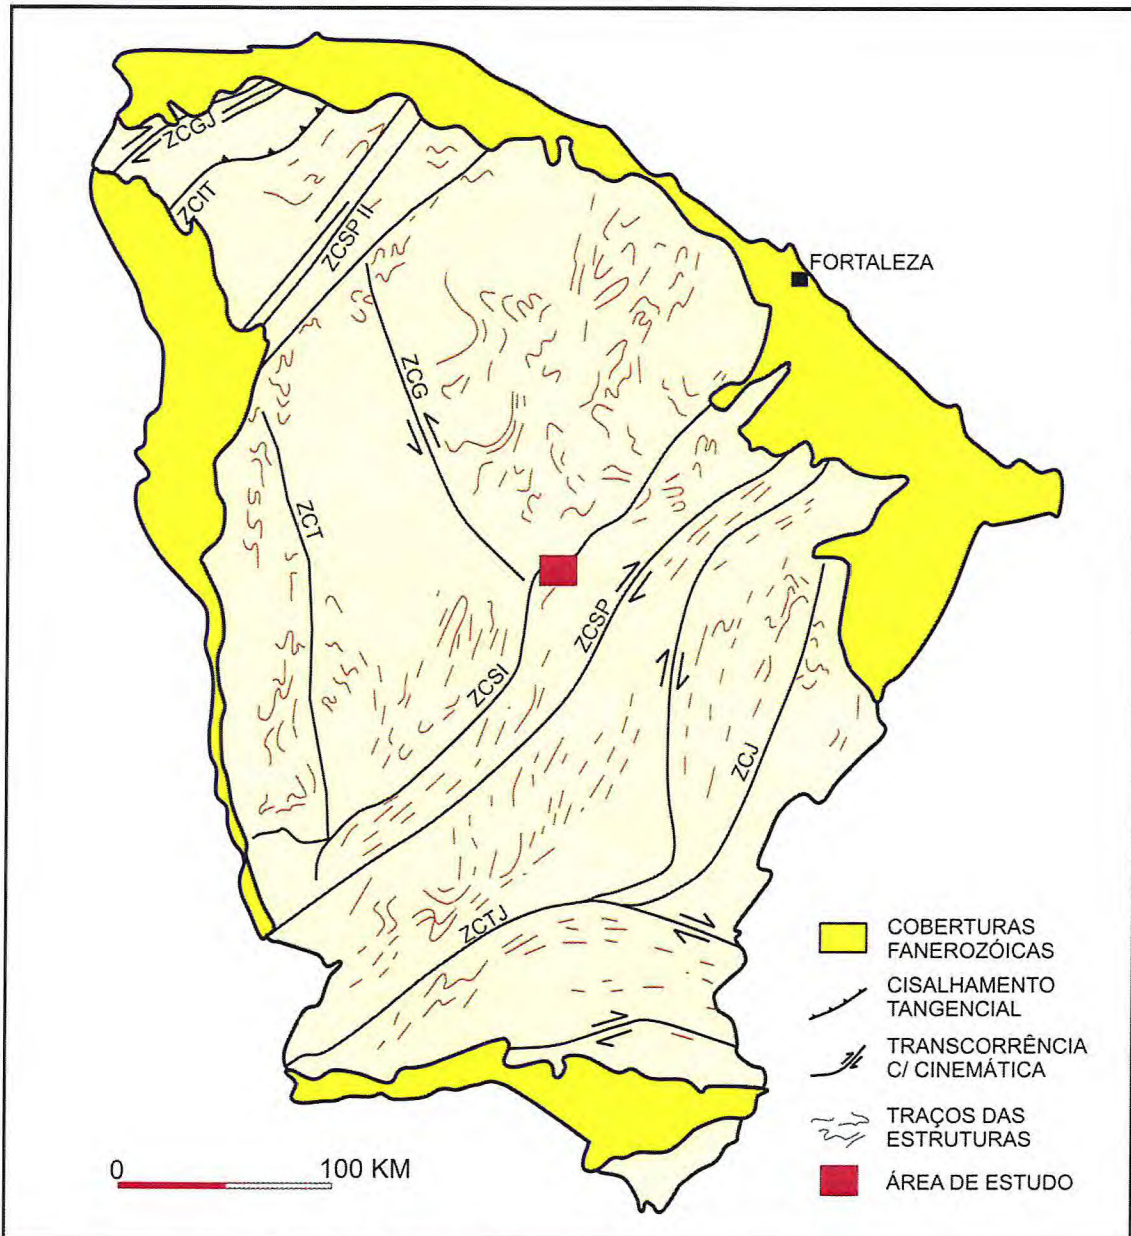 ZCGJ
ZCIT
ZCSP II
FORTALEZA
ZCG
ZCT
ZCSP
ZCSI
ZCJ
ZCTJ
COBERTURAS
FANEROZÓICAS
CISALHAMENTO
TANGENCIAL
TRANSCORRÊNCIA
C/ CINEMÁTICA
TRAÇOS DAS
ESTRUTURAS
ÁREA DE ESTUDO
0 100 KM